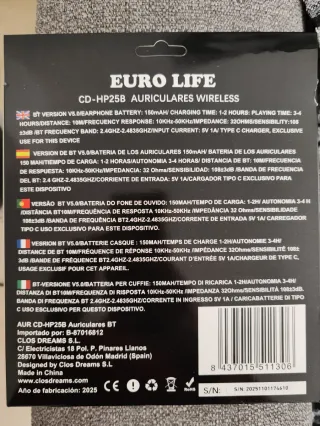 EURO LIFE
CD-HP25B AURICULARES WIRELESS
BT VERSION V5.0/EARPHONE BATTERY: 150mAH/ CHARGING TIME: 1-2 HOURS: PLAYING TIME: 3-4
HOURS/DISTANCE: 10M/FREQUENCY RESPONSE: 10KHz-50KHz/IMPEDANCE: 32OHMS/SENSIBILITY:108
±3dB /BT FREQUENCY BAND: 2.4GHZ-2.4835GHZ/INPUT CURRENT: 5V 1A/ TYPE C CHARGER, EXCLUSIVE
USE FOR THIS DEVICE
VERSIÓN DE BT V5.0/BATERIA DE LOS AURICULARES 150mAH/ BATERIA DE LOS AURICULARES
150 MAH/TIEMPO DE CARGA: 1-2 HORAS/AUTONOMIA 3-4 HORAS/ DISTANCIA DE BT: 10M/FRECUENCIA
DE RESPUESTA: 10KHz-50KHz/IMPEDANCIA: 32 Ohms/SENSIBILIDAD: 108±3dB /BANDA DE FRECUENCIA
DEL BT: 2.4 GHZ-2.4835GHZ/CORRIENTE DE ENTRADA: 5V 1A/CARGADOR TIPO C EXCLUSIVO PARA
ESTE DISPOSITIVO
VERSÃO BT V5.0/BATERIA DO FONE DE OUVIDO: 150MAH/TEMPO DE CARGA: 1-2H/ AUTONOMIA 3-4 H
/DISTÂNCIA BT10M/FREQUÊNCIA DE RESPOSTA 10KHz-50KHz /IMPEDÂNCIA 32 Ohms/SENSIBILIDADE
108±3dB /BANDA DE FREQUÊNCIA BT2.4GHZ-2.4835GHZ/CORRENTE DE ENTRADA 5V 1A/ CARREGADOR
TIPO C USO EXCLUSIVO PARA ESTE DISPOSITIVO
VERSION BT V5.0/BATTERIE CASQUE : 150MAH/TEMPS DE CHARGE 1-2H/AUTONOMIE 3-4H/
DISTANCE DE BT 10M/FRÉQUENCE DE RÉPONSE 10KHz-50KHz /IMPÉDANCE 32 Ohms/SENSIBILITÉ 108
±3dB /BANDE DE FRÉQUENCE BT2.4GHZ-2.4835GHZ/COURANT D'ENTRÉE 5V 1A/CHARGEUR DE TYPE C,
USAGE EXCLUSIF POUR CET APPAREIL.
BT-VERSIONE V5.0/BATTERIA PER CUFFIE: 150MAH/TEMPO DI RICARICA 1-2H/AUTONOMIA 3-4H/
DISTANZA DI BT10M/FREQUENZA DI RISPOSTA 10KHz-50KHz /IMPEDENZA 32Ohms/SENSIBILITÀ 108±3dB,
BANDA DI FREQUENZA BT 2.4GHZ-2.4835GHZ/CORRENTE IN INGRESSO 5V 1A / CARICABATTERIE DI TIPO
C USO ESCLUSIVO PER QUESTO DISPOSITIVO.
AUR CD-HP25B Auriculares BT
Importado por: B-67016812
CLOS DREAMS S.L.
C/ Electricistas 18 Pol. P. Pinares Llanos
28670 Villaviciosa de Odón Madrid (Spain)
Designed by Clos Dreams S.L.
Made in China
www.closdreams.com
Año de fabricación: 2025
8 437015 511306
S/N:
S/N 20251101174610